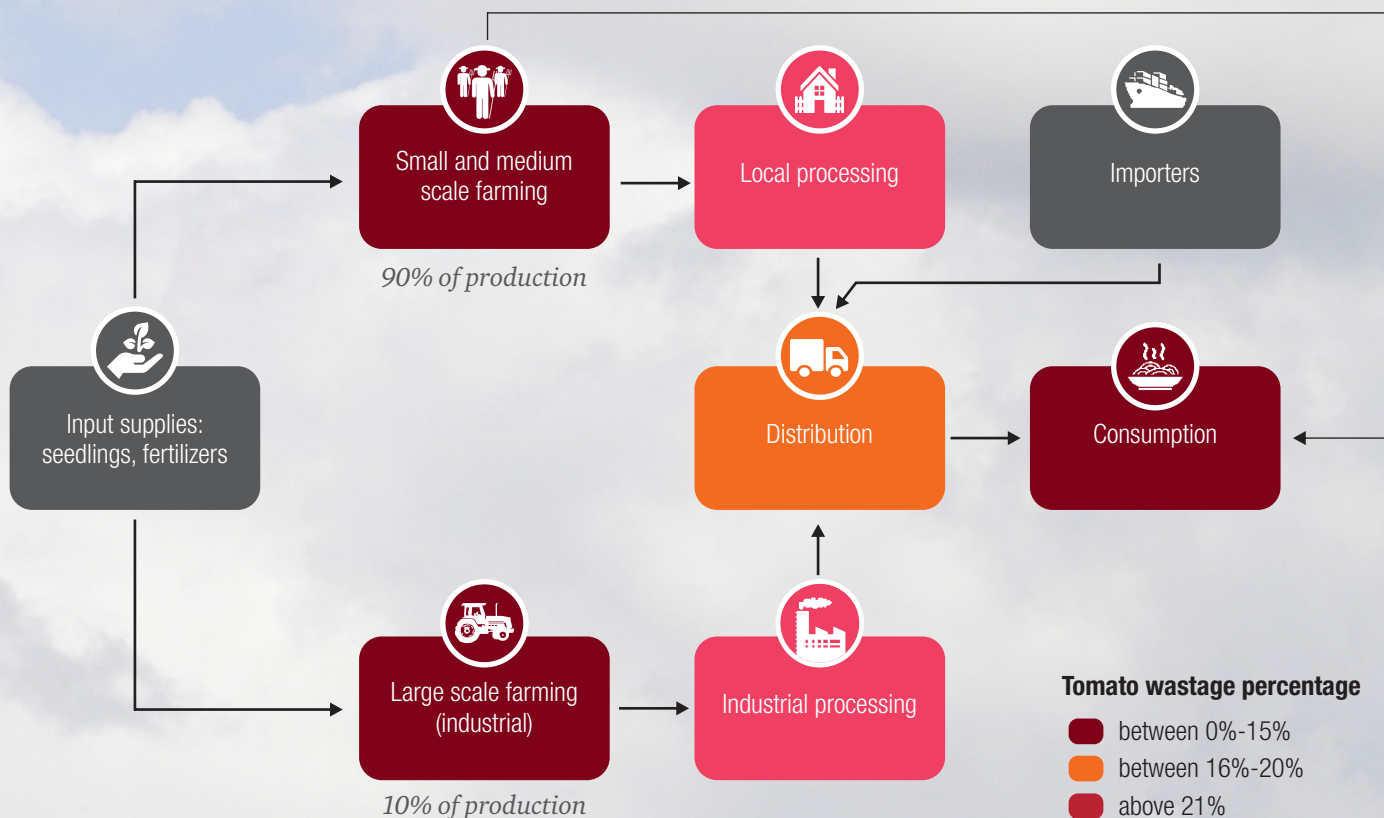 Small and medium
scale farming
90% of production
Local processing
Importers
Input supplies:
seedlings, fertilizers
Distribution
Consumption
Large scale farming
(industrial)
10% of production
Industrial processing
Tomato wastage percentage
between 0%-15%
between 16%-20%
above 21%